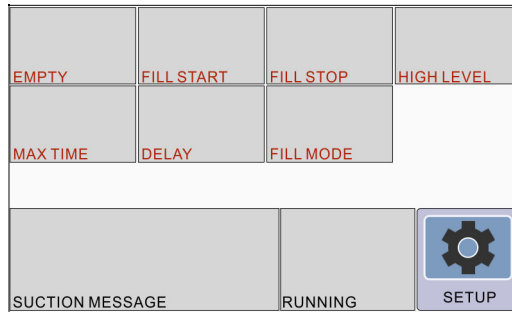 EMPTY
FILL START
FILL STOP
HIGH LEVEL
MAX TIME
DELAY
FILL MODE
SUCTION MESSAGE
RUNNING
SETUP